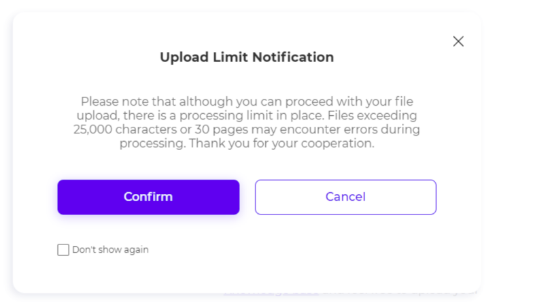 Upload Limit Notification
Please note that although you can proceed with your file
upload, there is a processing limit in place. Files exceeding
25,000 characters or 30 pages may encounter errors during
processing. Thank you for your cooperation.
Confirm
Cancel
Don't show again